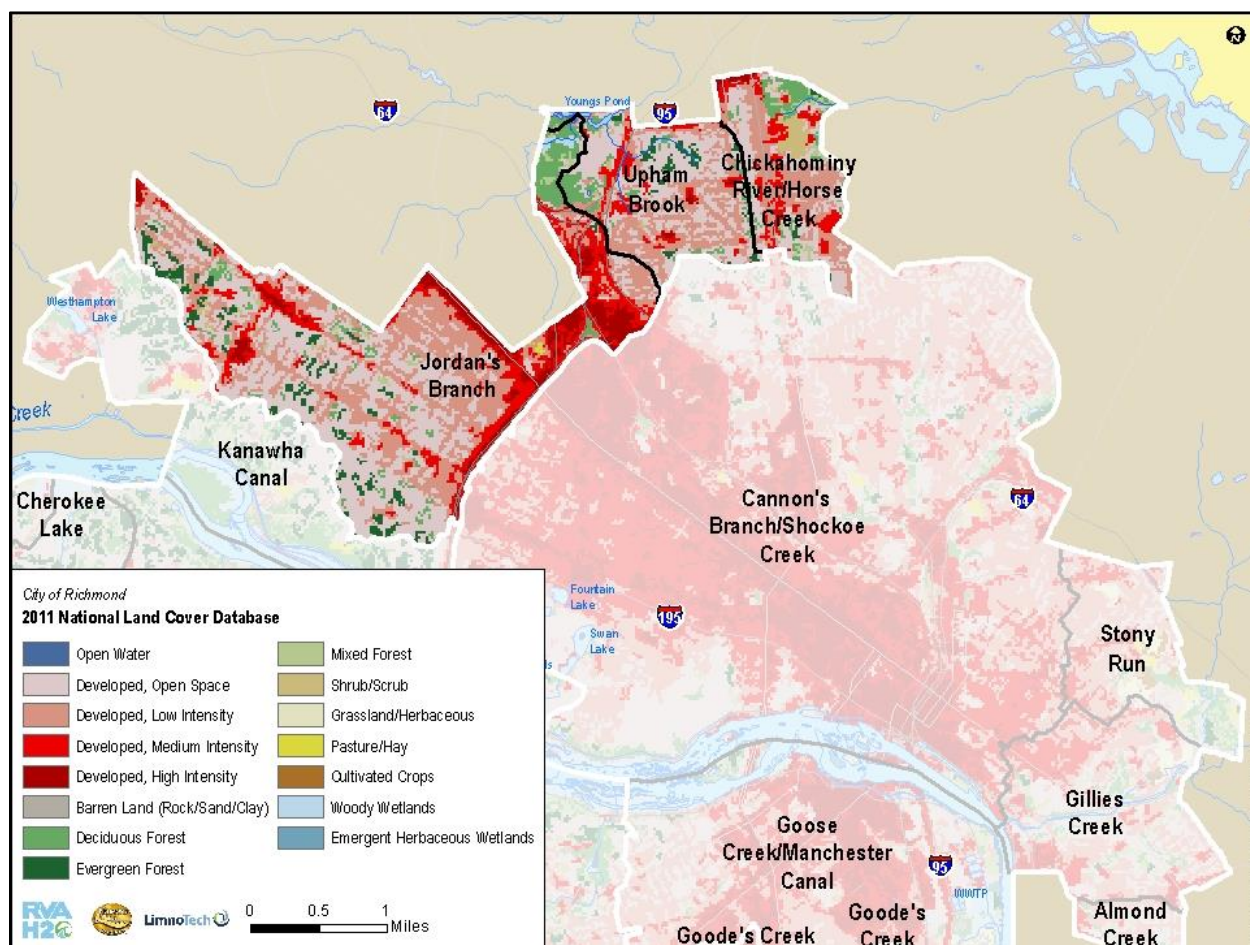 N
Youngs Pond
64
95
Upham
Brook
Chickahominy
River/Horse
Creek
Westhampton
Lake
Jordan's
Branch
Creek
Kanawha
Canal
Cherokee
Lake
Cannon's
Branch/Shockoe
Creek
64
Fountain
Lake
195
Swan
Lake
Stony
Run
Gillies
Creek
Goose
Creek/Manchester
Canal
95
WWTP
Goode's Creek
Goode's
Creek
Almond
Creek
City of Richmond
2011 National Land Cover Database
Open Water
Developed, Open Space
Developed, Low Intensity
Developed, Medium Intensity
Developed, High Intensity
Barren Land (Rock/Sand/Clay)
Deciduous Forest
Evergreen Forest
Mixed Forest
Shrub/Scrub
Grassland/Herbaceous
Pasture/Hay
Cultivated Crops
Woody Wetlands
Emergent Herbaceous Wetlands
RVA
H2O
LimnoTech
0 0.5 1
Miles